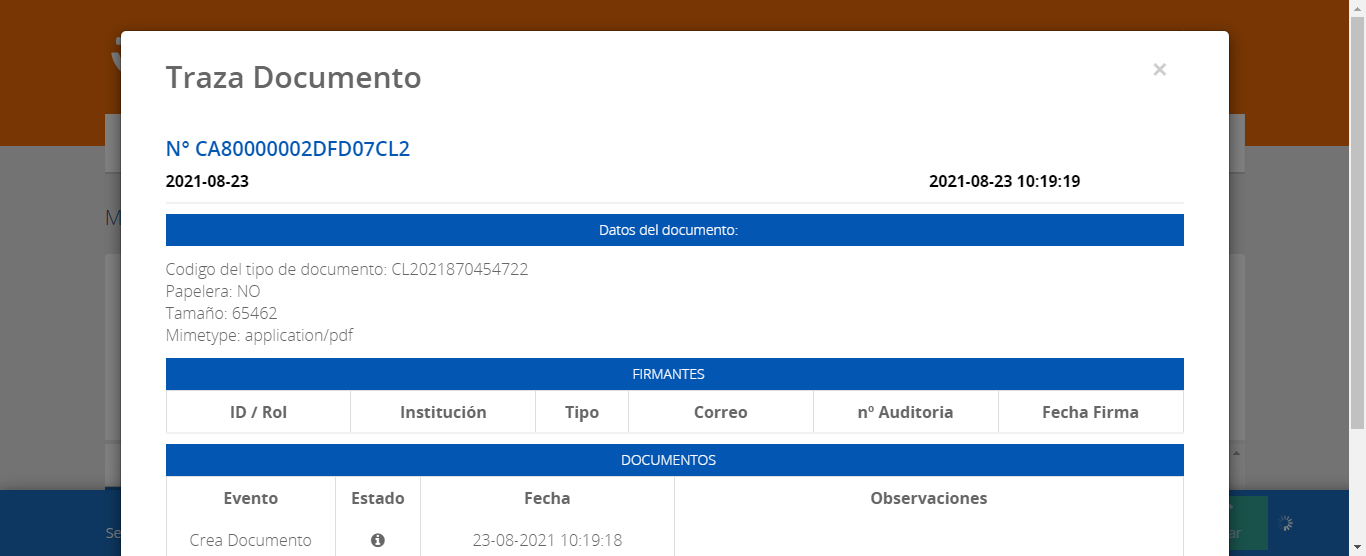 Traza Documento
×
N° CA80000002DFD07CL2
2021-08-23 2021-08-23 10:19:19
Datos del documento:
Codigo del tipo de documento: CL2021870454722
Papelera: NO
Tamaño: 65462
Mimetype: application/pdf
FIRMANTES
ID / Rol Institución Tipo Correo nº Auditoria Fecha Firma
DOCUMENTOS
Evento Estado Fecha Observaciones
Crea Documento 23-08-2021 10:19:18